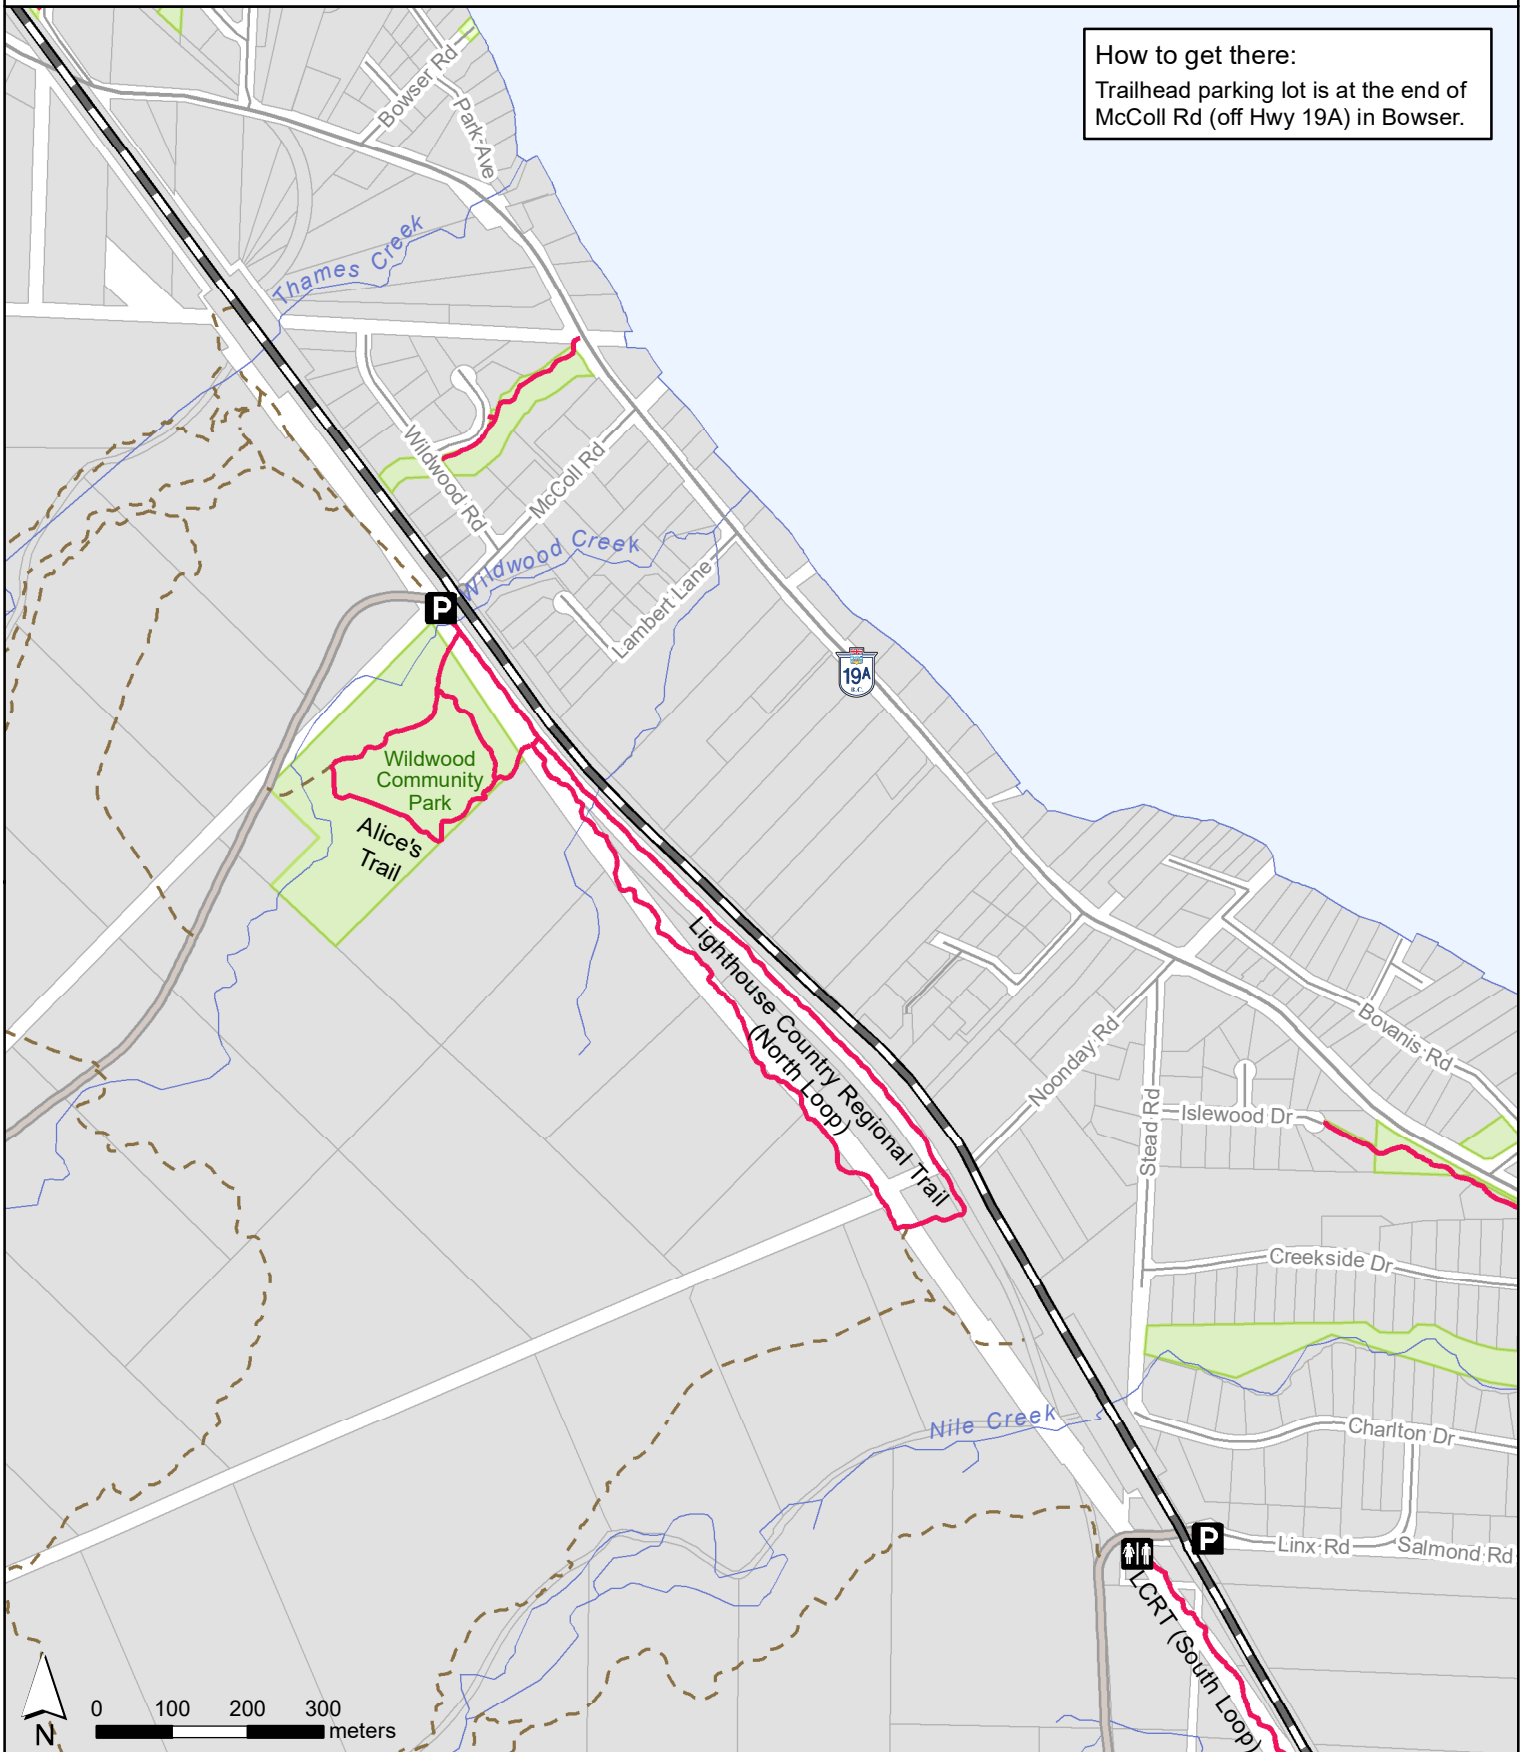 How to get there:
Trailhead parking lot is at the end of
McColl Rd (off Hwy 19A) in Bowser.
Bowser Rd
Park Ave
Thames Creek
Wildwood Rd
McColl Rd
Wildwood Creek
Lambert Lane
P
19A
B.C.
Wildwood
Community
Park
Alice's
Trail
Lighthouse Country Regional Trail
(North Loop)
Noonday Rd
Bovanis Rd
Stead Rd
Islewood Dr
Creekside Dr
Nile Creek
Charlton Dr
P
Linx Rd
Salmond Rd
LCRT (South Loop)
N
0 100 200 300
meters